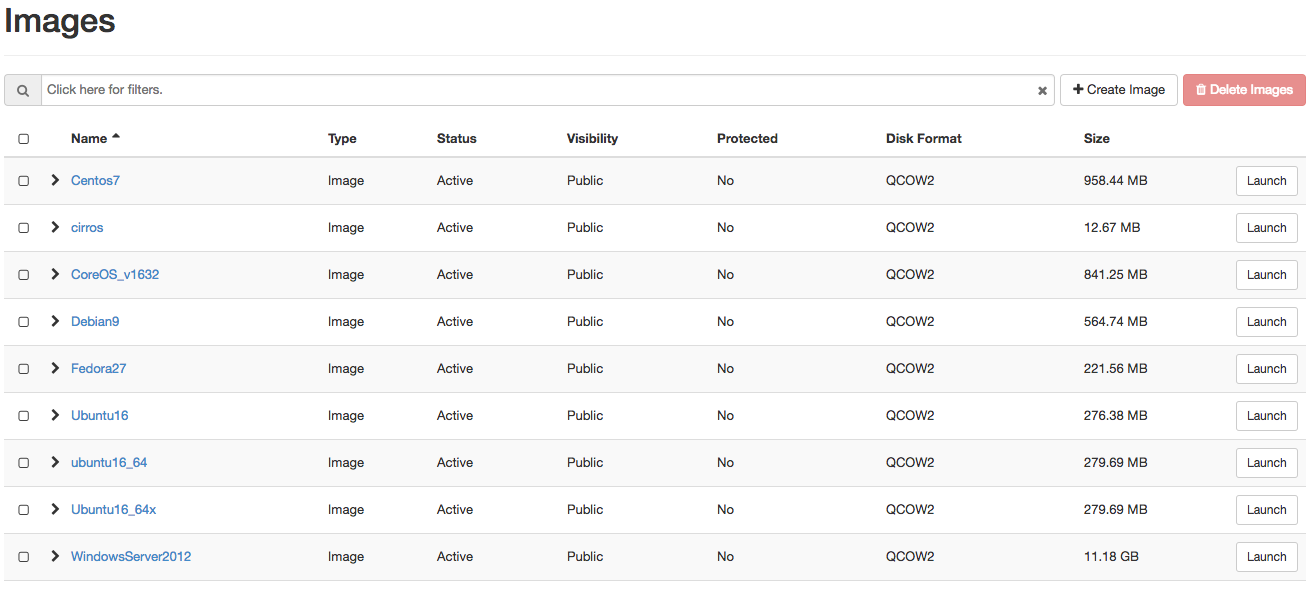 Images
Click here for filters. Create Image Delete Images
Name Type Status Visibility Protected Disk Format Size
Centos7 Image Active Public No QCOW2 958.44 MB Launch
cirros Image Active Public No QCOW2 12.67 MB Launch
CoreOS_v1632 Image Active Public No QCOW2 841.25 MB Launch
Debian9 Image Active Public No QCOW2 564.74 MB Launch
Fedora27 Image Active Public No QCOW2 221.56 MB Launch
Ubuntu16 Image Active Public No QCOW2 276.38 MB Launch
ubuntu16_64 Image Active Public No QCOW2 279.69 MB Launch
Ubuntu16_64x Image Active Public No QCOW2 279.69 MB Launch
WindowsServer2012 Image Active Public No QCOW2 11.18 GB Launch